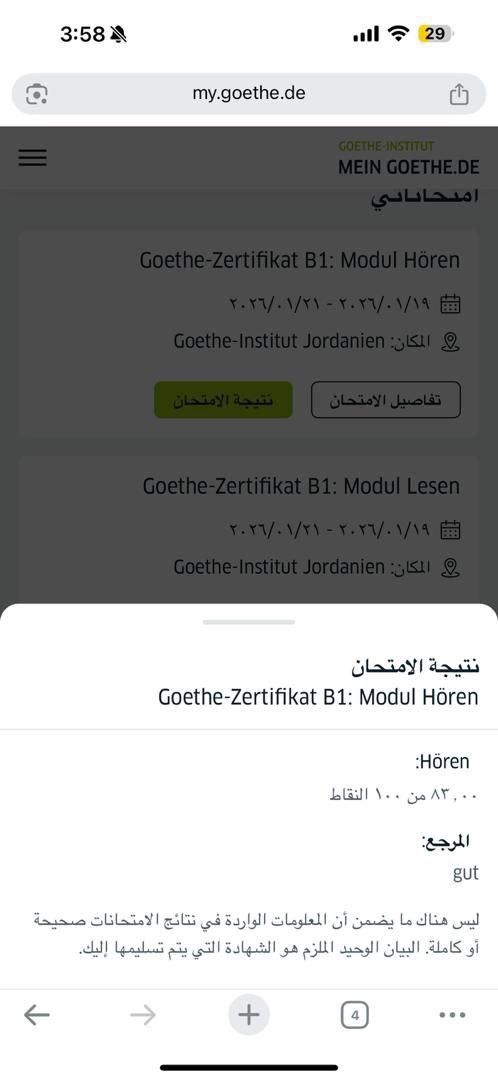 3:58
29
my.goethe.de
GOETHE-INSTITUT
MEIN GOETHE.DE
امتحاناتي
Goethe-Zertifikat B1: Modul Hören
٢٠٢٦/٠١/١٩ - ٢٠٢٦/٠١/٢١
المكان: Goethe-Institut Jordanien
تفاصيل الامتحان
نتيجة الامتحان
Goethe-Zertifikat B1: Modul Lesen
٢٠٢٦/٠١/١٩ - ٢٠٢٦/٠١/٢١
المكان: Goethe-Institut Jordanien
نتيجة الامتحان
Goethe-Zertifikat B1: Modul Hören
Hören:
٨٣,٠٠ من ١٠٠ النقاط
المرجع:
gut
ليس هناك ما يضمن أن المعلومات الواردة في نتائج الامتحانات صحيحة
أو كاملة. البيان الوحيد الملزم هو الشهادة التي يتم تسليمها إليك.
4